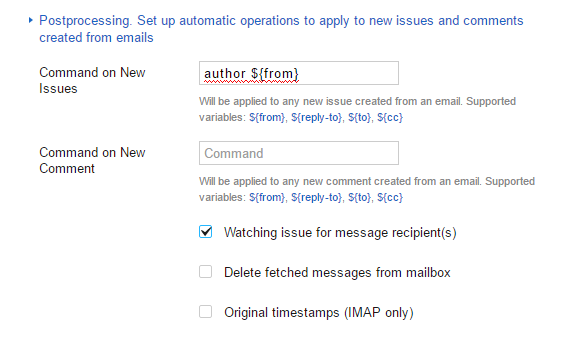 Postprocessing. Set up automatic operations to apply to new issues and comments
created from emails
Command on New
Issues
author ${from}
Will be applied to any new issue created from an email. Supported
variables: ${from}, ${reply-to}, ${to}, ${cc}
Command on New
Comment
Command
Will be applied to any new comment created from an email. Supported
variables: ${from}, ${reply-to}, ${to}, ${cc}
Watching issue for message recipient(s)
Delete fetched messages from mailbox
Original timestamps (IMAP only)